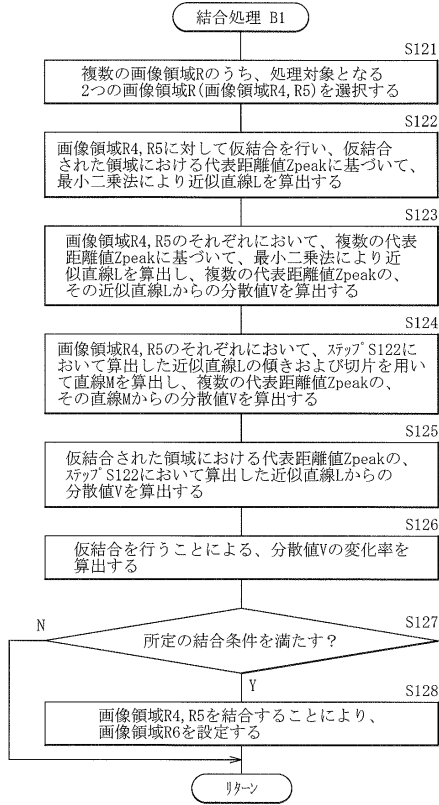 結合処理 B1
S121
複数の画像領域Rのうち、処理対象となる
2つの画像領域R(画像領域R4,R5)を選択する
S122
画像領域R4,R5に対して仮結合を行い、仮結合
された領域における代表距離値Zpeakに基づいて、
最小二乗法により近似直線Lを算出する
S123
画像領域R4,R5のそれぞれにおいて、複数の代表
距離値Zpeakに基づいて、最小二乗法により近
似直線Lを算出し、複数の代表距離値Zpeakの、
その近似直線Lからの分散値Vを算出する
S124
画像領域R4,R5のそれぞれにおいて、ステップS122に
おいて算出した近似直線Lの傾きおよび切片を用い
て直線Mを算出し、複数の代表距離値Zpeakの、
その直線Mからの分散値Vを算出する
S125
仮結合された領域における代表距離値Zpeakの、
ステップS122において算出した近似直線Lからの
分散値Vを算出する
S126
仮結合を行うことによる、分散値Vの変化率を
算出する
S127
N
所定の結合条件を満たす?
Y
S128
画像領域R4,R5を結合することにより、
画像領域R6を設定する
リターン